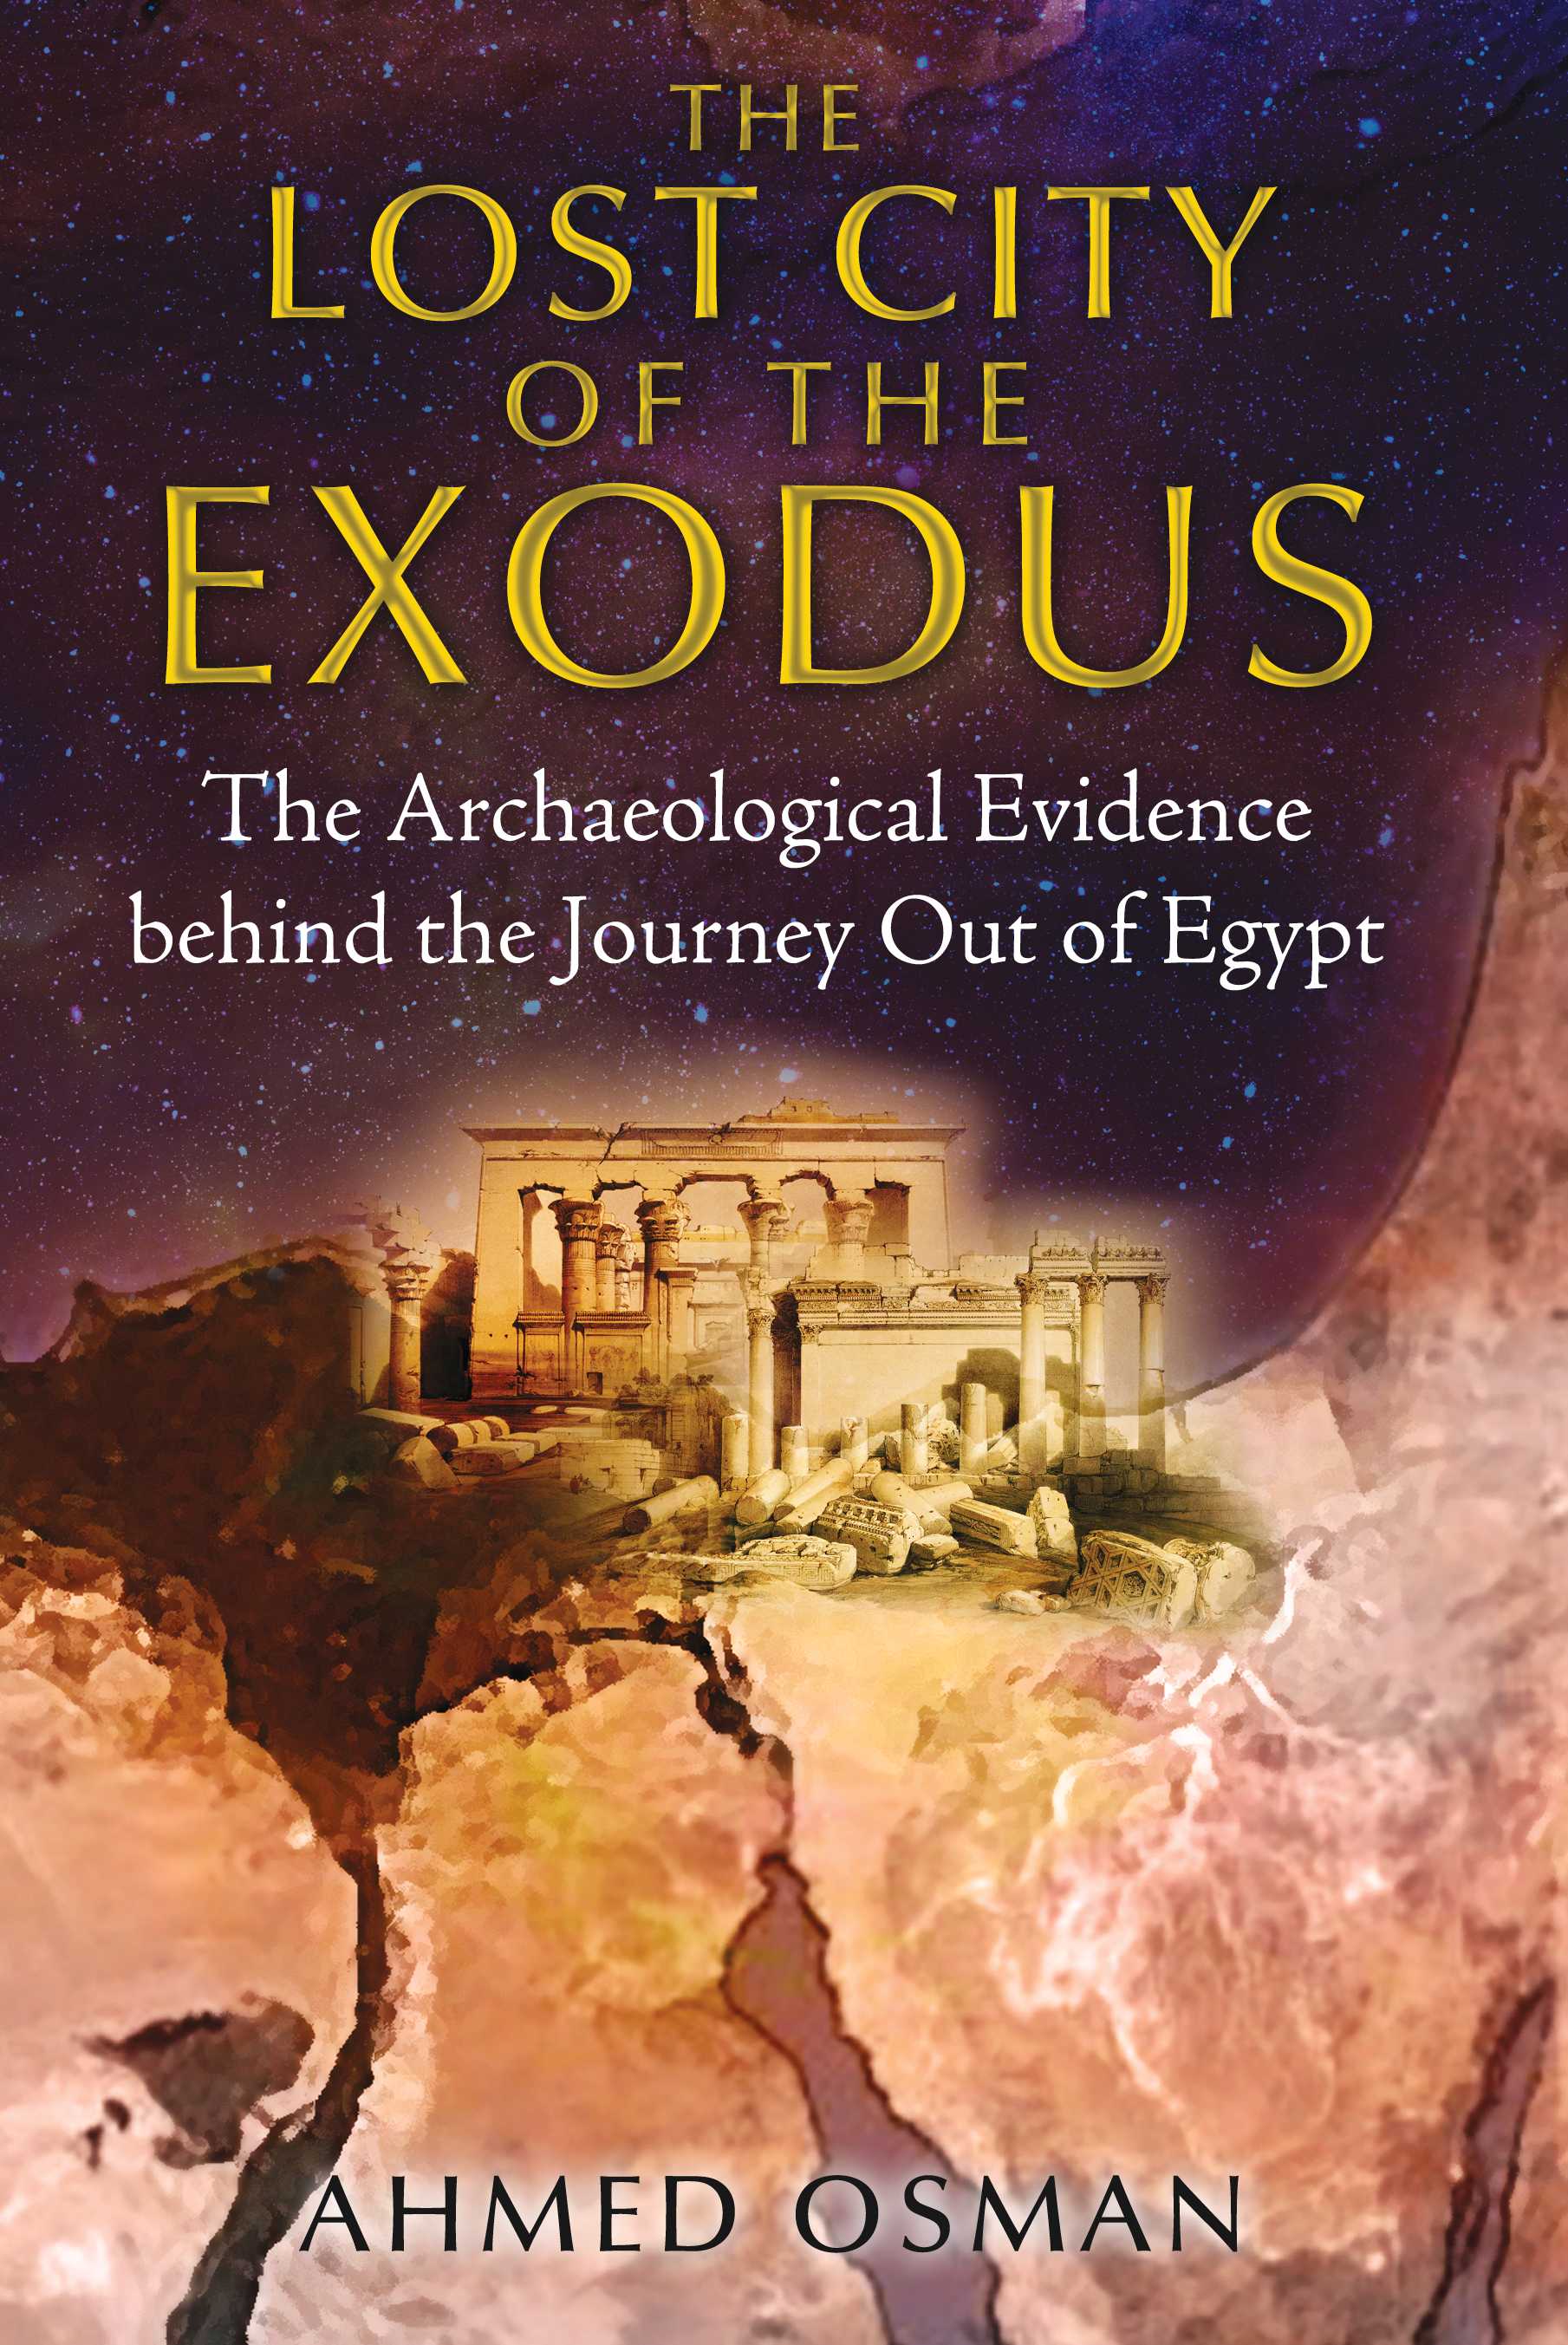 THE
LOST CITY
OF THE
EXODUS
The Archaeological Evidence
behind the Journey Out of Egypt
AHMED OSMAN